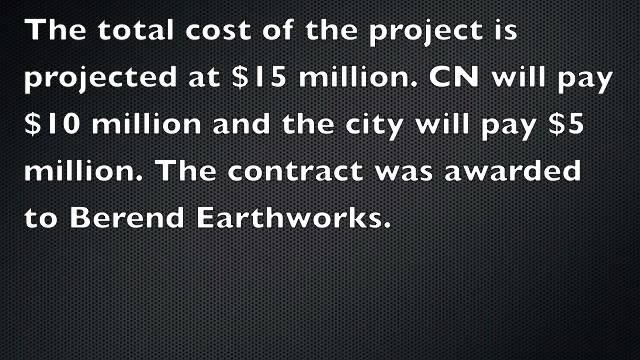 The total cost of the project is
projected at $15 million. CN will pay
$10 million and the city will pay $5
million. The contract was awarded
to Berend Earthworks.